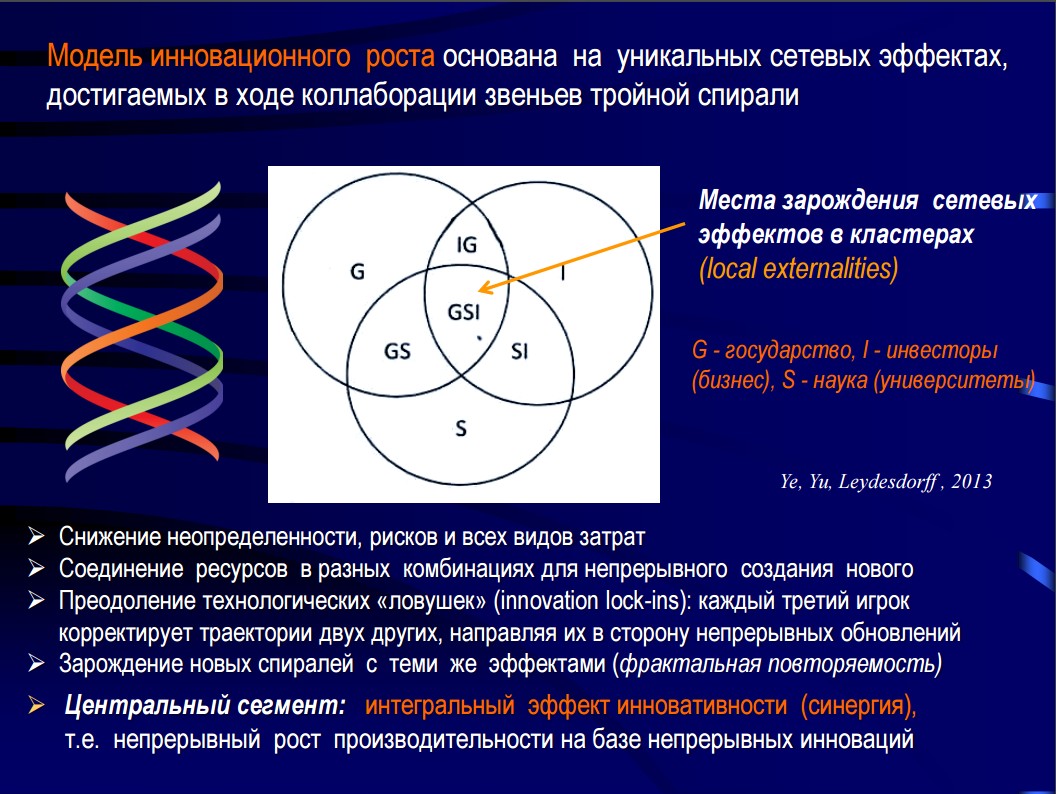 Модель инновационного роста основана на уникальных сетевых эффектах,
достигаемых в ходе коллаборации звеньев тройной спирали
Места зарождения сетевых
эффектов в кластерах
(local externalities)
IG
G
I
GSI
GS
SI
S
G - государство, I - инвесторы
(бизнес), S - наука (университеты)
Ye, Yu, Leydesdorff , 2013
Снижение неопределенности, рисков и всех видов затрат
Соединение ресурсов в разных комбинациях для непрерывного создания нового
Преодоление технологических «ловушек» (innovation lock-ins): каждый третий игрок
корректирует траектории двух других, направляя их в сторону непрерывных обновлений
Зарождение новых спиралей с теми же эффектами (фрактальная повторяемость)
Центральный сегмент: интегральный эффект инновативности (синергия),
т.е. непрерывный рост производительности на базе непрерывных инноваций